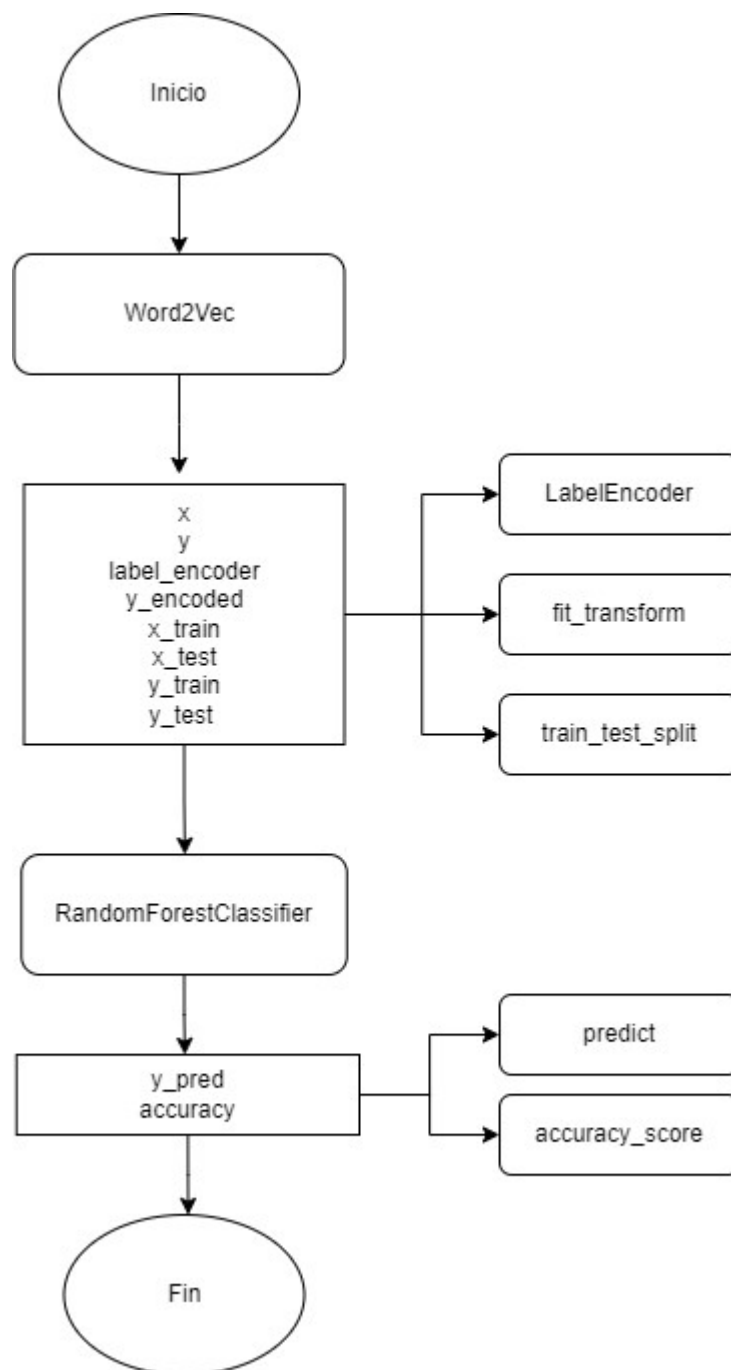 Inicio
Word2Vec
x
y
label_encoder
y_encoded
x_train
x_test
y_train
y_test
LabelEncoder
fit_transform
train_test_split
RandomForestClassifier
y_pred
accuracy
predict
accuracy_score
Fin